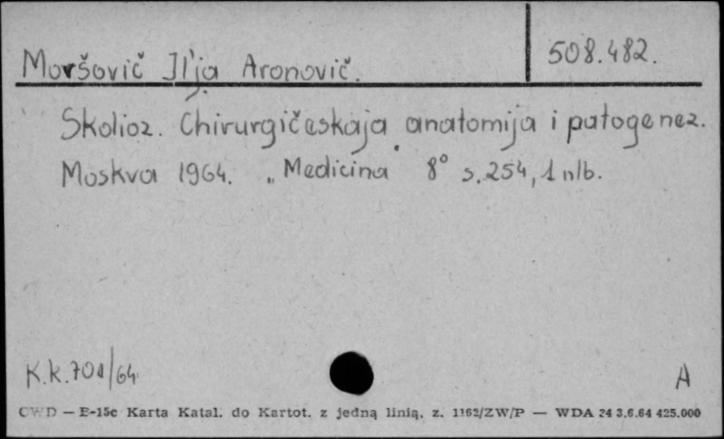 Moršovič Il'ja Aronovič.
508.482.
Skolioz. Chirurgičeskaja anatomija i patogenez.
Moskva 1964. „Medicina" 8° s. 254, 1 nlb.
K.k.701/64
A
CWD — E-15c Karta Katal. do Kartot. z jedną linią. z. 1162/ZW/P — WDA 24 3.6.64 425.000